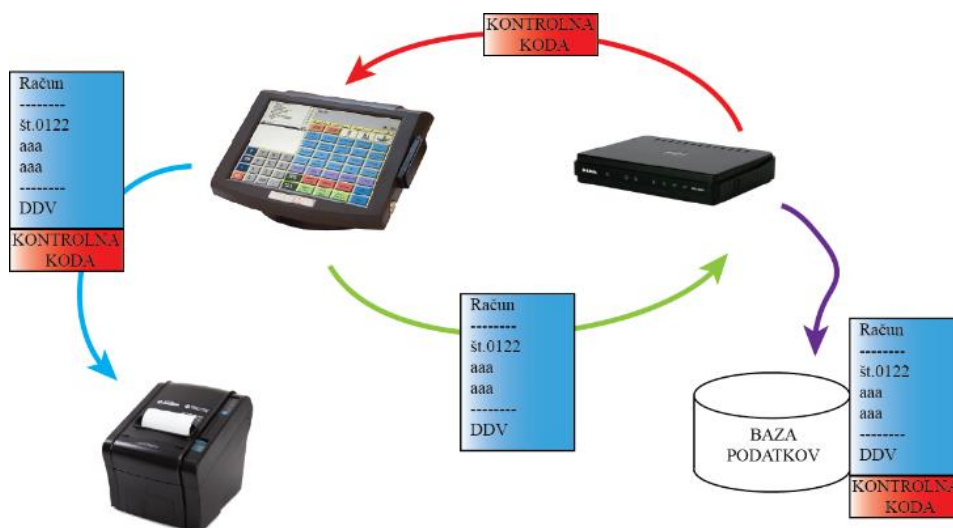 KONTROLNA
KODA
Račun
--------
št.0122
aaa
aaa
--------
DDV
KONTROLNA
KODA
Račun
--------
št.0122
aaa
aaa
--------
DDV
BAZA
PODATKOV
Račun
--------
št.0122
aaa
aaa
--------
DDV
KONTROLNA
KODA